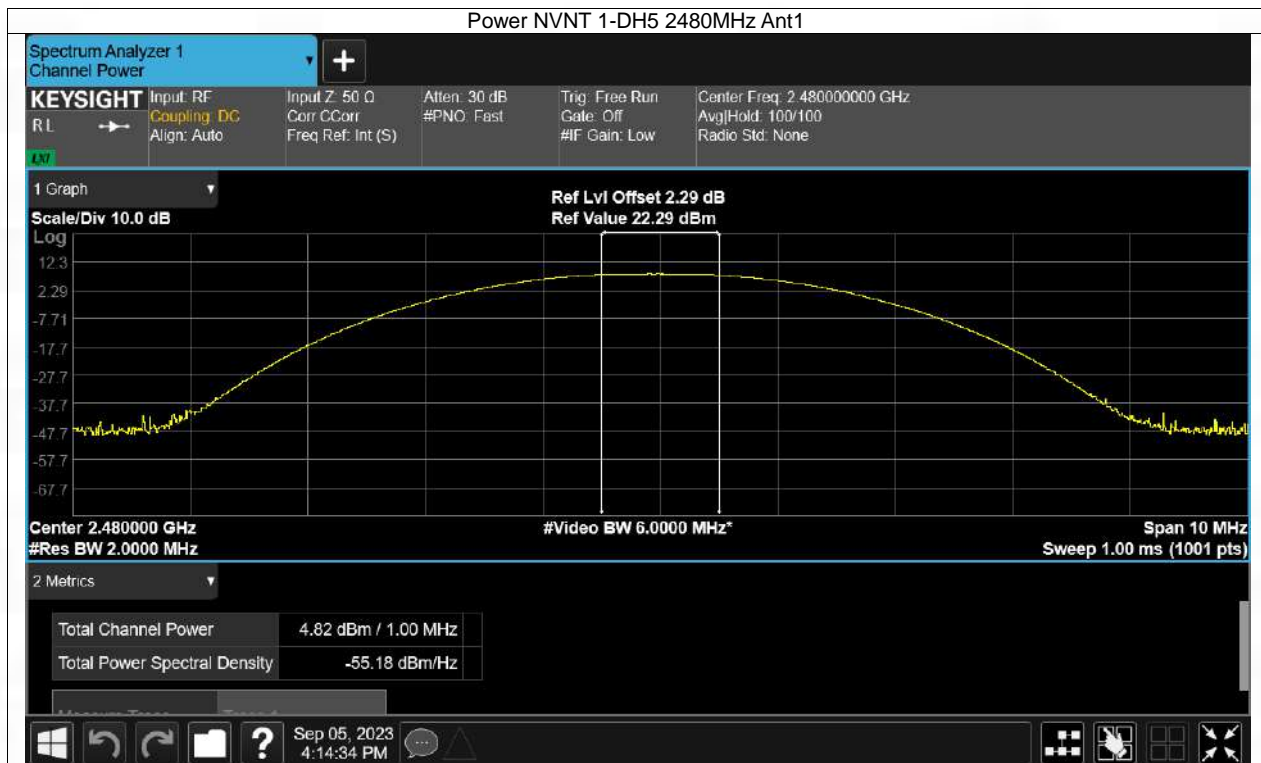 Power NVNT 1-DH5 2480MHz Ant1
Spectrum Analyzer 1
Channel Power
+
KEYSIGHT
RL
LXI
Input: RF
Coupling: DC
Align: Auto
Input Z: 50 Ω
Corr CCorr
Freq Ref: Int (S)
Atten: 30 dB
#PNO: Fast
Trig: Free Run
Gate: Off
#IF Gain: Low
Center Freq: 2.480000000 GHz
Avg|Hold: 100/100
Radio Std: None
1 Graph
Scale/Div 10.0 dB
Ref Lvl Offset 2.29 dB
Ref Value 22.29 dBm
Log
12.3
2.29
-7.71
-17.7
-27.7
-37.7
-47.7
-57.7
-67.7
Center 2.480000 GHz
#Res BW 2.0000 MHz
#Video BW 6.0000 MHz*
Span 10 MHz
Sweep 1.00 ms (1001 pts)
2 Metrics
Total Channel Power 4.82 dBm / 1.00 MHz
Total Power Spectral Density -55.18 dBm/Hz
?
Sep 05, 2023
4:14:34 PM